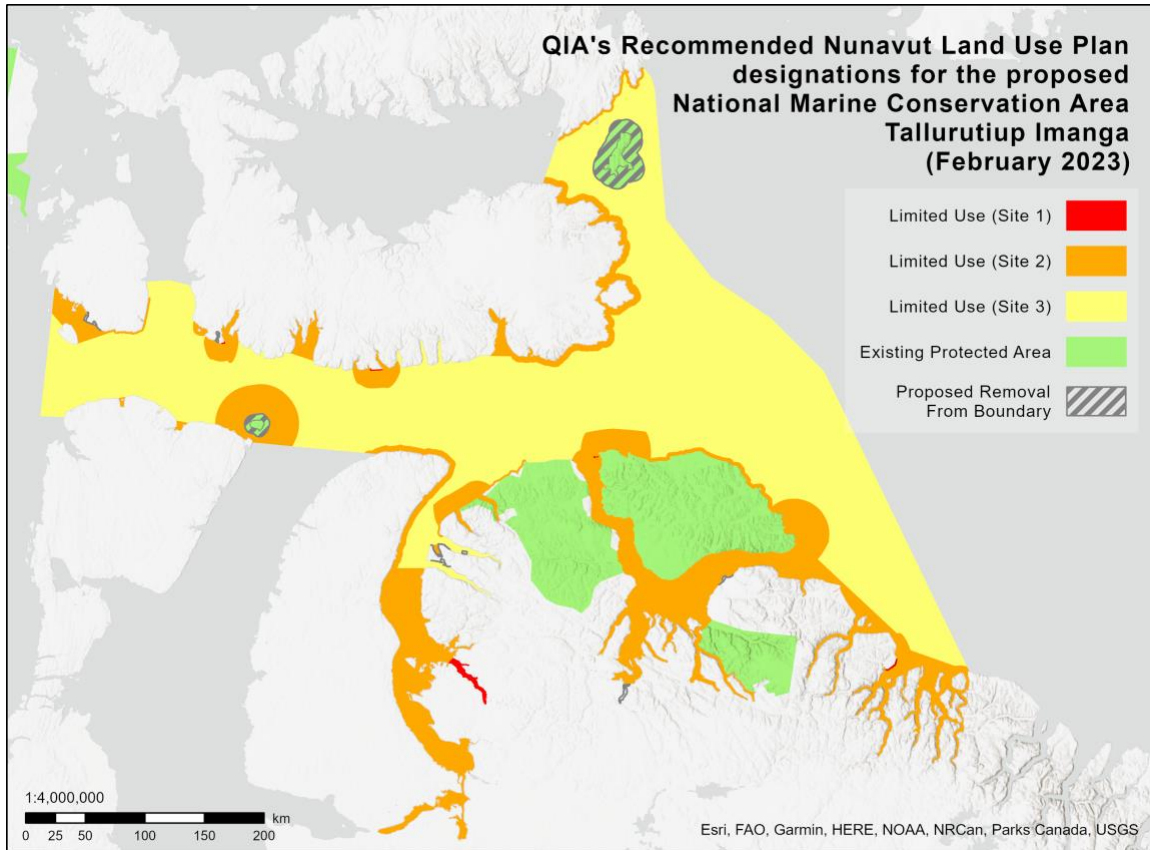 QIA's Recommended Nunavut Land Use Plan
designations for the proposed
National Marine Conservation Area
Tallurutiup Imanga
(February 2023)
Limited Use (Site 1)
Limited Use (Site 2)
Limited Use (Site 3)
Existing Protected Area
Proposed Removal
From Boundary
1:4,000,000
km
0 25 50 100 150 200
Esri, FAO, Garmin, HERE, NOAA, NRCan, Parks Canada, USGS